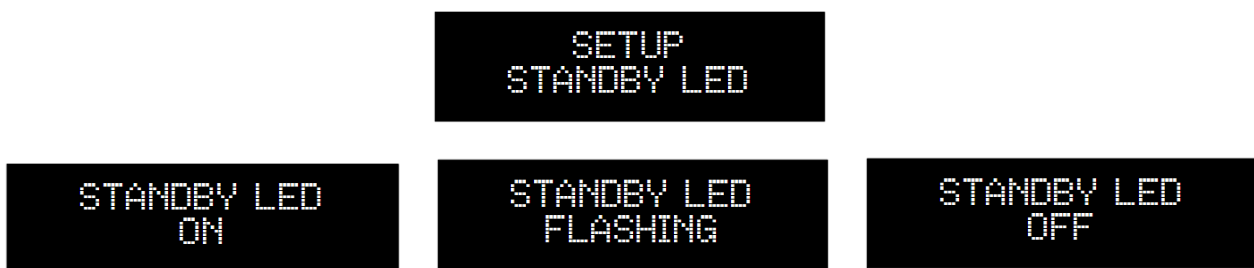 SETUP
STANDBY LED
STANDBY LED
ON
STANDBY LED
FLASHING
STANDBY LED
OFF